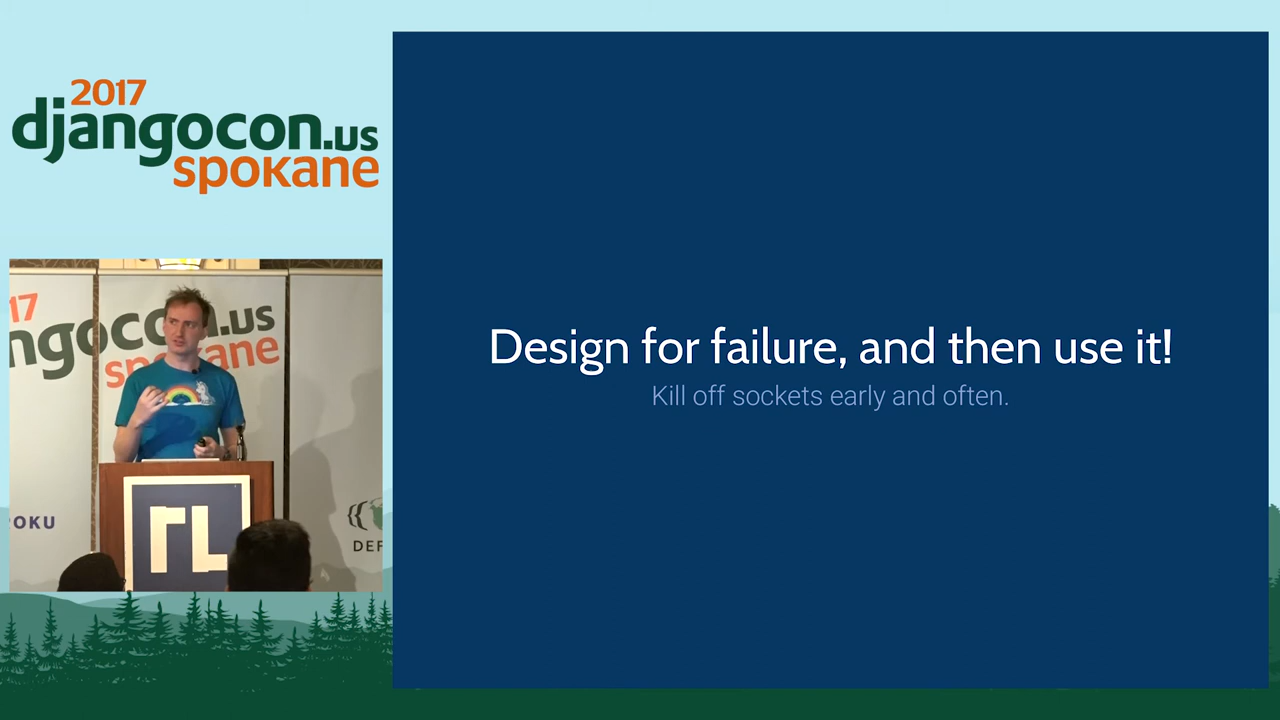 2017
djangocon.us
spokane
Design for failure, and then use it!
Kill off sockets early and often.
17
ngocon.us
spokane
OKU
DEF